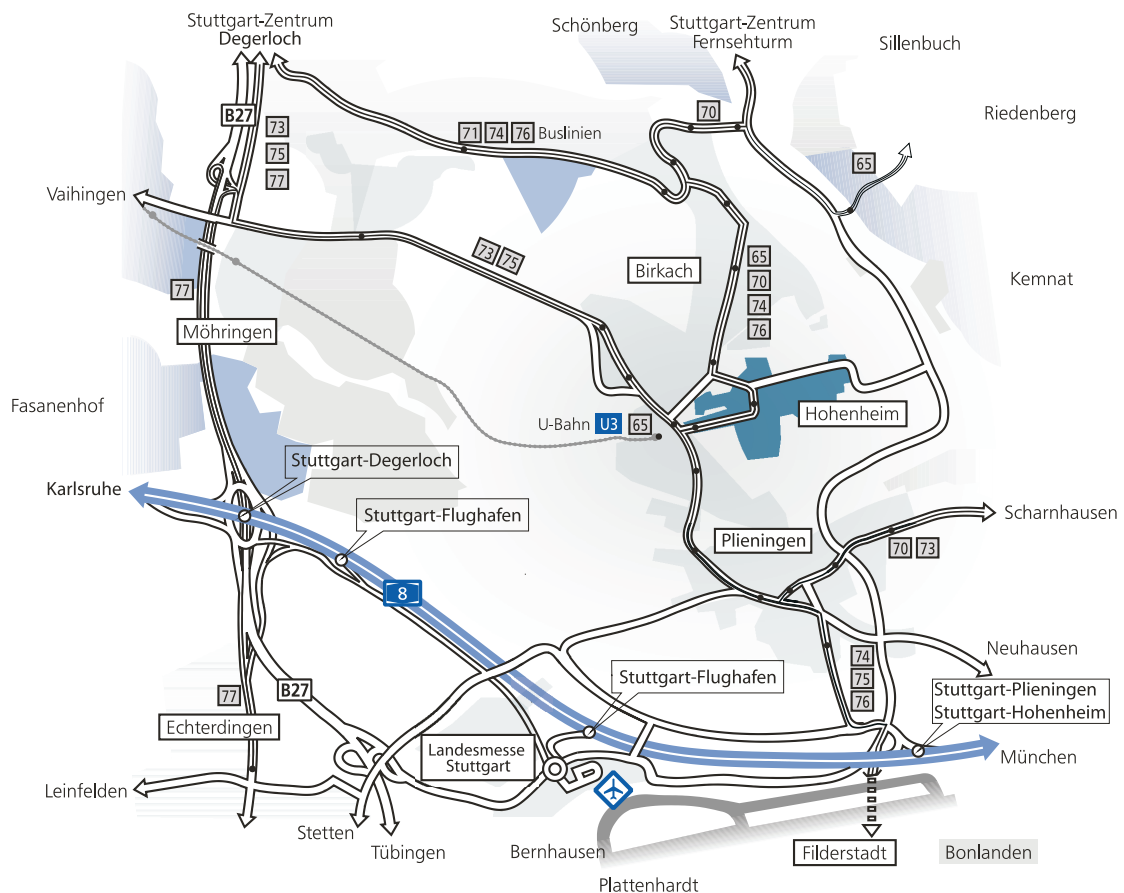 Stuttgart-Zentrum
Degerloch
Schönberg
Stuttgart-Zentrum
Fernsehturm
Sillenbuch
B27
73
75
77
71 74 76 Buslinien
70
Riedenberg
65
Vaihingen
73 75
Birkach
65
70
74
76
Kemnat
77
Möhringen
Fasanenhof
U-Bahn U3 65
Hohenheim
Stuttgart-Degerloch
Karlsruhe
Stuttgart-Flughafen
Scharnhausen
Plieningen
70 73
8
Neuhausen
74
75
76
Stuttgart-Flughafen
Stuttgart-Plieningen
Stuttgart-Hohenheim
77
B27
Echterdingen
Landesmesse
Stuttgart
München
Leinfelden
Stetten
Tübingen
Bernhausen
Filderstadt
Bonlanden
Plattenhardt